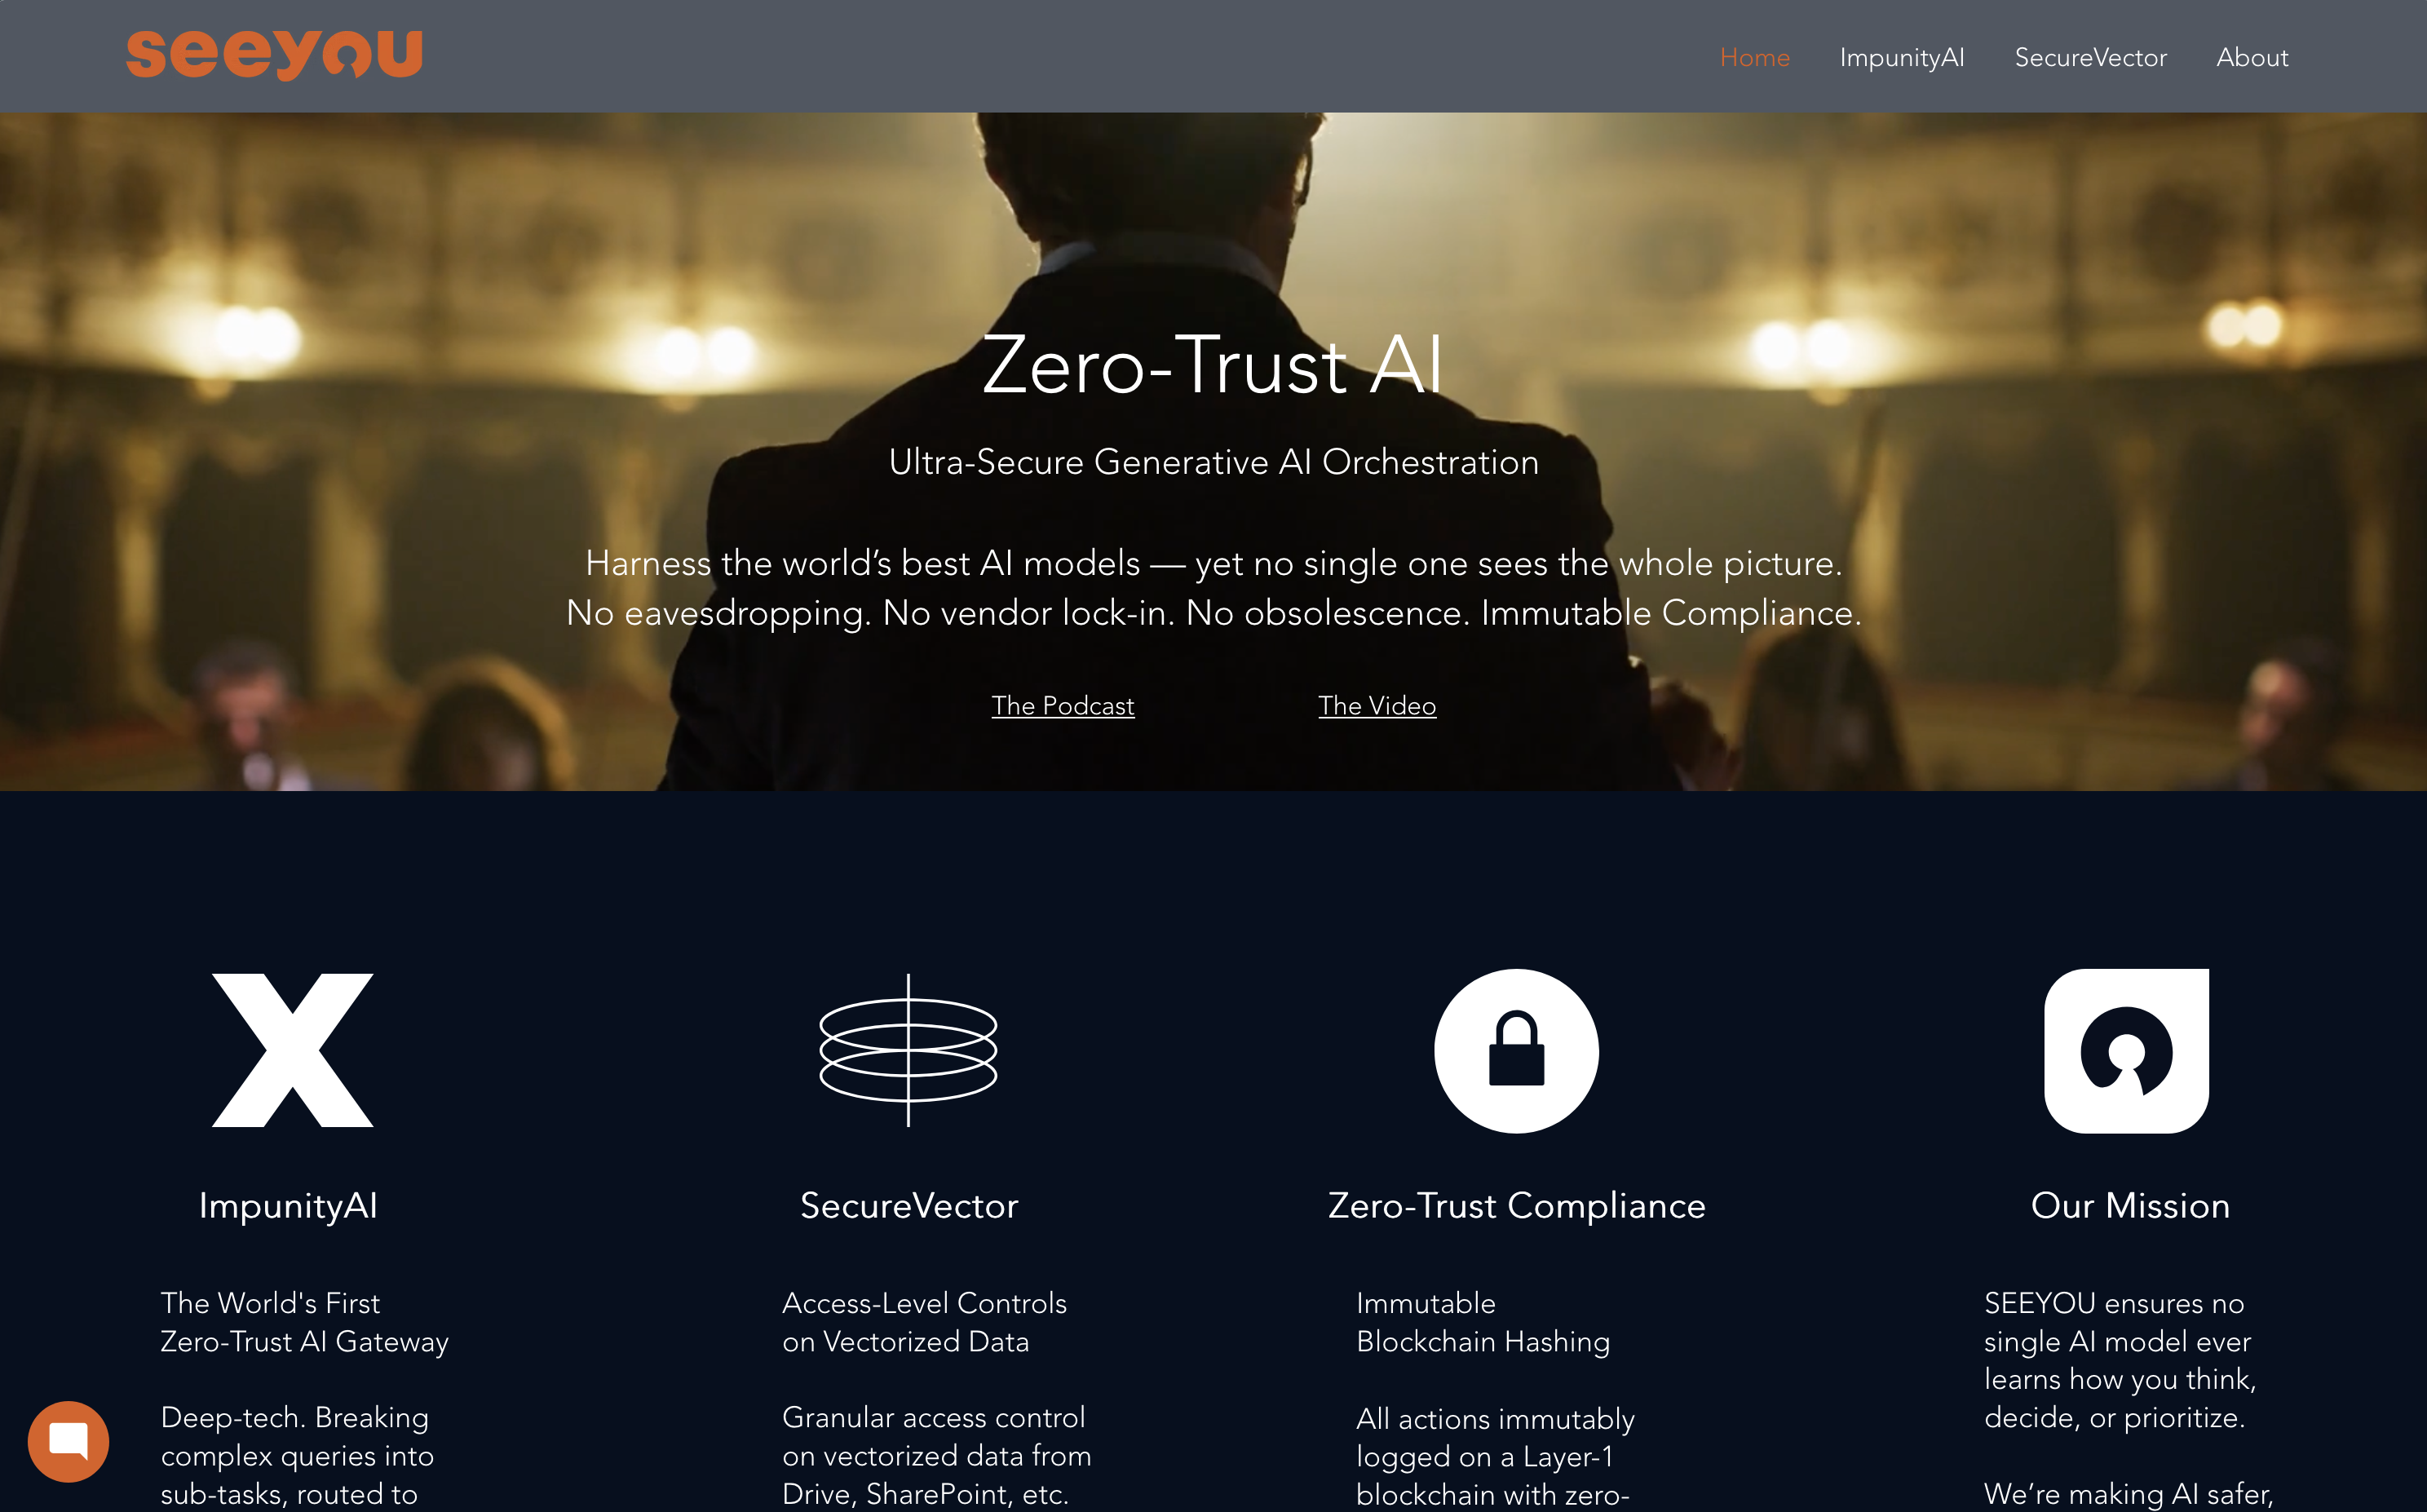 seeyou
Home ImpunityAI SecureVector About
Zero-Trust AI
Ultra-Secure Generative AI Orchestration
Harness the world’s best AI models — yet no single one sees the whole picture.
No eavesdropping. No vendor lock-in. No obsolescence. Immutable Compliance.
The Podcast The Video
ImpunityAI
The World's First
Zero-Trust AI Gateway
Deep-tech. Breaking
complex queries into
sub-tasks, routed to
SecureVector
Access-Level Controls
on Vectorized Data
Granular access control
on vectorized data from
Drive, SharePoint, etc.
Zero-Trust Compliance
Immutable
Blockchain Hashing
All actions immutably
logged on a Layer-1
blockchain with zero-
Our Mission
SEEYOU ensures no
single AI model ever
learns how you think,
decide, or prioritize.
We’re making AI safer,